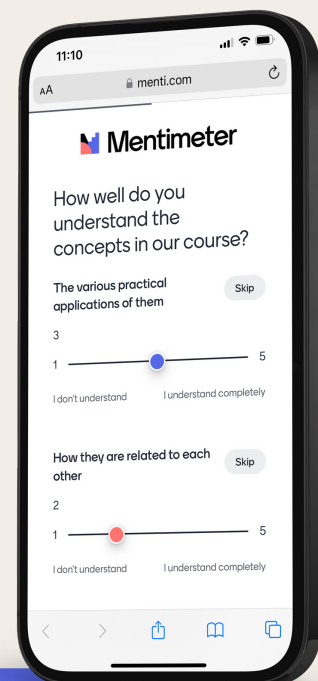 11:10
AA menti.com
Mentimeter
How well do you
understand the
concepts in our course?
The various practical
applications of them
Skip
3
1 5
I don't understand I understand completely
How they are related to each
other
Skip
2
1 5
I don't understand I understand completely